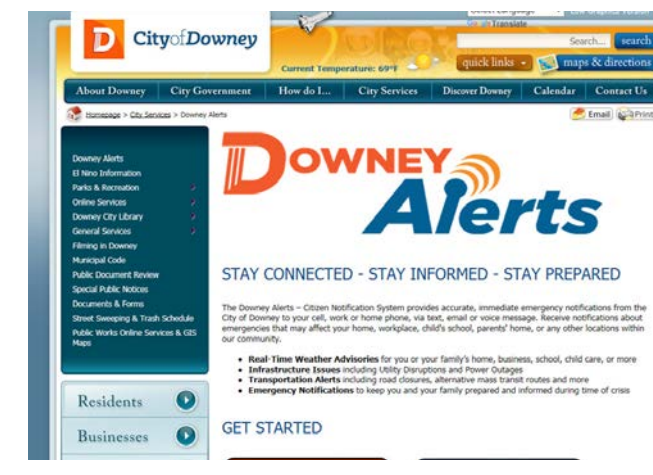 Translate
D CityofDowney
Search... search
Current Temperature: 69°F
quick links maps & directions
About Downey City Government How do I... City Services Discover Downey Calendar Contact Us
Homepage > City Services > Downey Alerts
Email Print
Downey Alerts
El Nino Information
Parks & Recreation
Online Services
Downey City Library
General Services
Filming in Downey
Municipal Code
Public Document Review
Special Public Notices
Documents & Forms
Street Sweeping & Trash Schedule
Public Works Online Services & GIS
Maps
Residents
Businesses
DOWNEY
Alerts
STAY CONNECTED - STAY INFORMED - STAY PREPARED
The Downey Alerts – Citizen Notification System provides accurate, immediate emergency notifications from the
City of Downey to your cell, work or home phone, via text, email or voice message. Receive notifications about
emergencies that may affect your home, workplace, child's school, parents' home, or any other locations within
our community.
• Real-Time Weather Advisories for you or your family's home, business, school, child care, or more
• Infrastructure Issues including Utility Disruptions and Power Outages
• Transportation Alerts including road closures, alternative mass transit routes and more
• Emergency Notifications to keep you and your family prepared and informed during time of crisis
GET STARTED